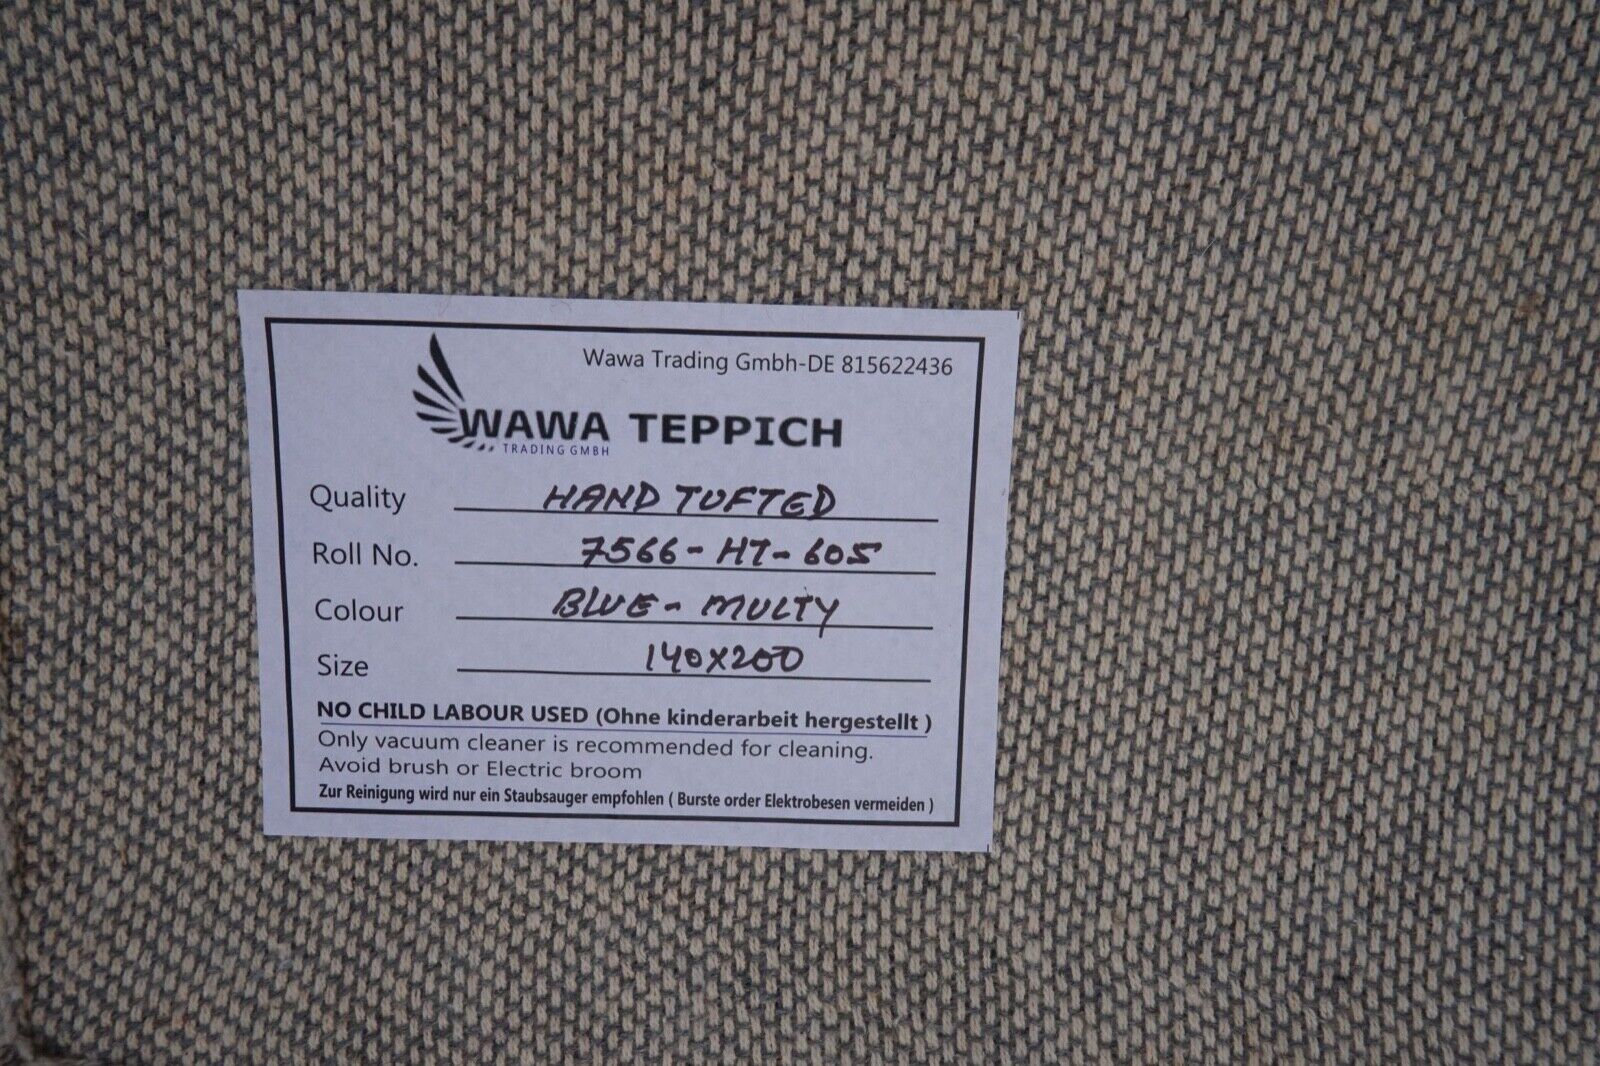 Wawa Trading Gmbh-DE 815622436
WAWA TEPPICH
TRADING GMBH
Quality HAND TUFTED
Roll No. 7566-HT-605
Colour BLUE-MULTY
Size 140X200
NO CHILD LABOUR USED (Ohne kinderarbeit hergestellt )
Only vacuum cleaner is recommended for cleaning.
Avoid brush or Electric broom
Zur Reinigung wird nur ein Staubsauger empfohlen ( Burste order Elektrobesen vermeiden )